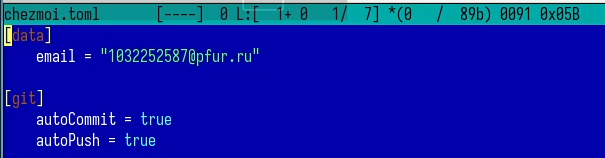 chezmoi.toml [----] 0 L:[ 1+ 0 1/ 7] *(0 / 89b) 0091 0x05B
[data]
email = "1032252587@pfur.ru"
[git]
autoCommit = true
autoPush = true